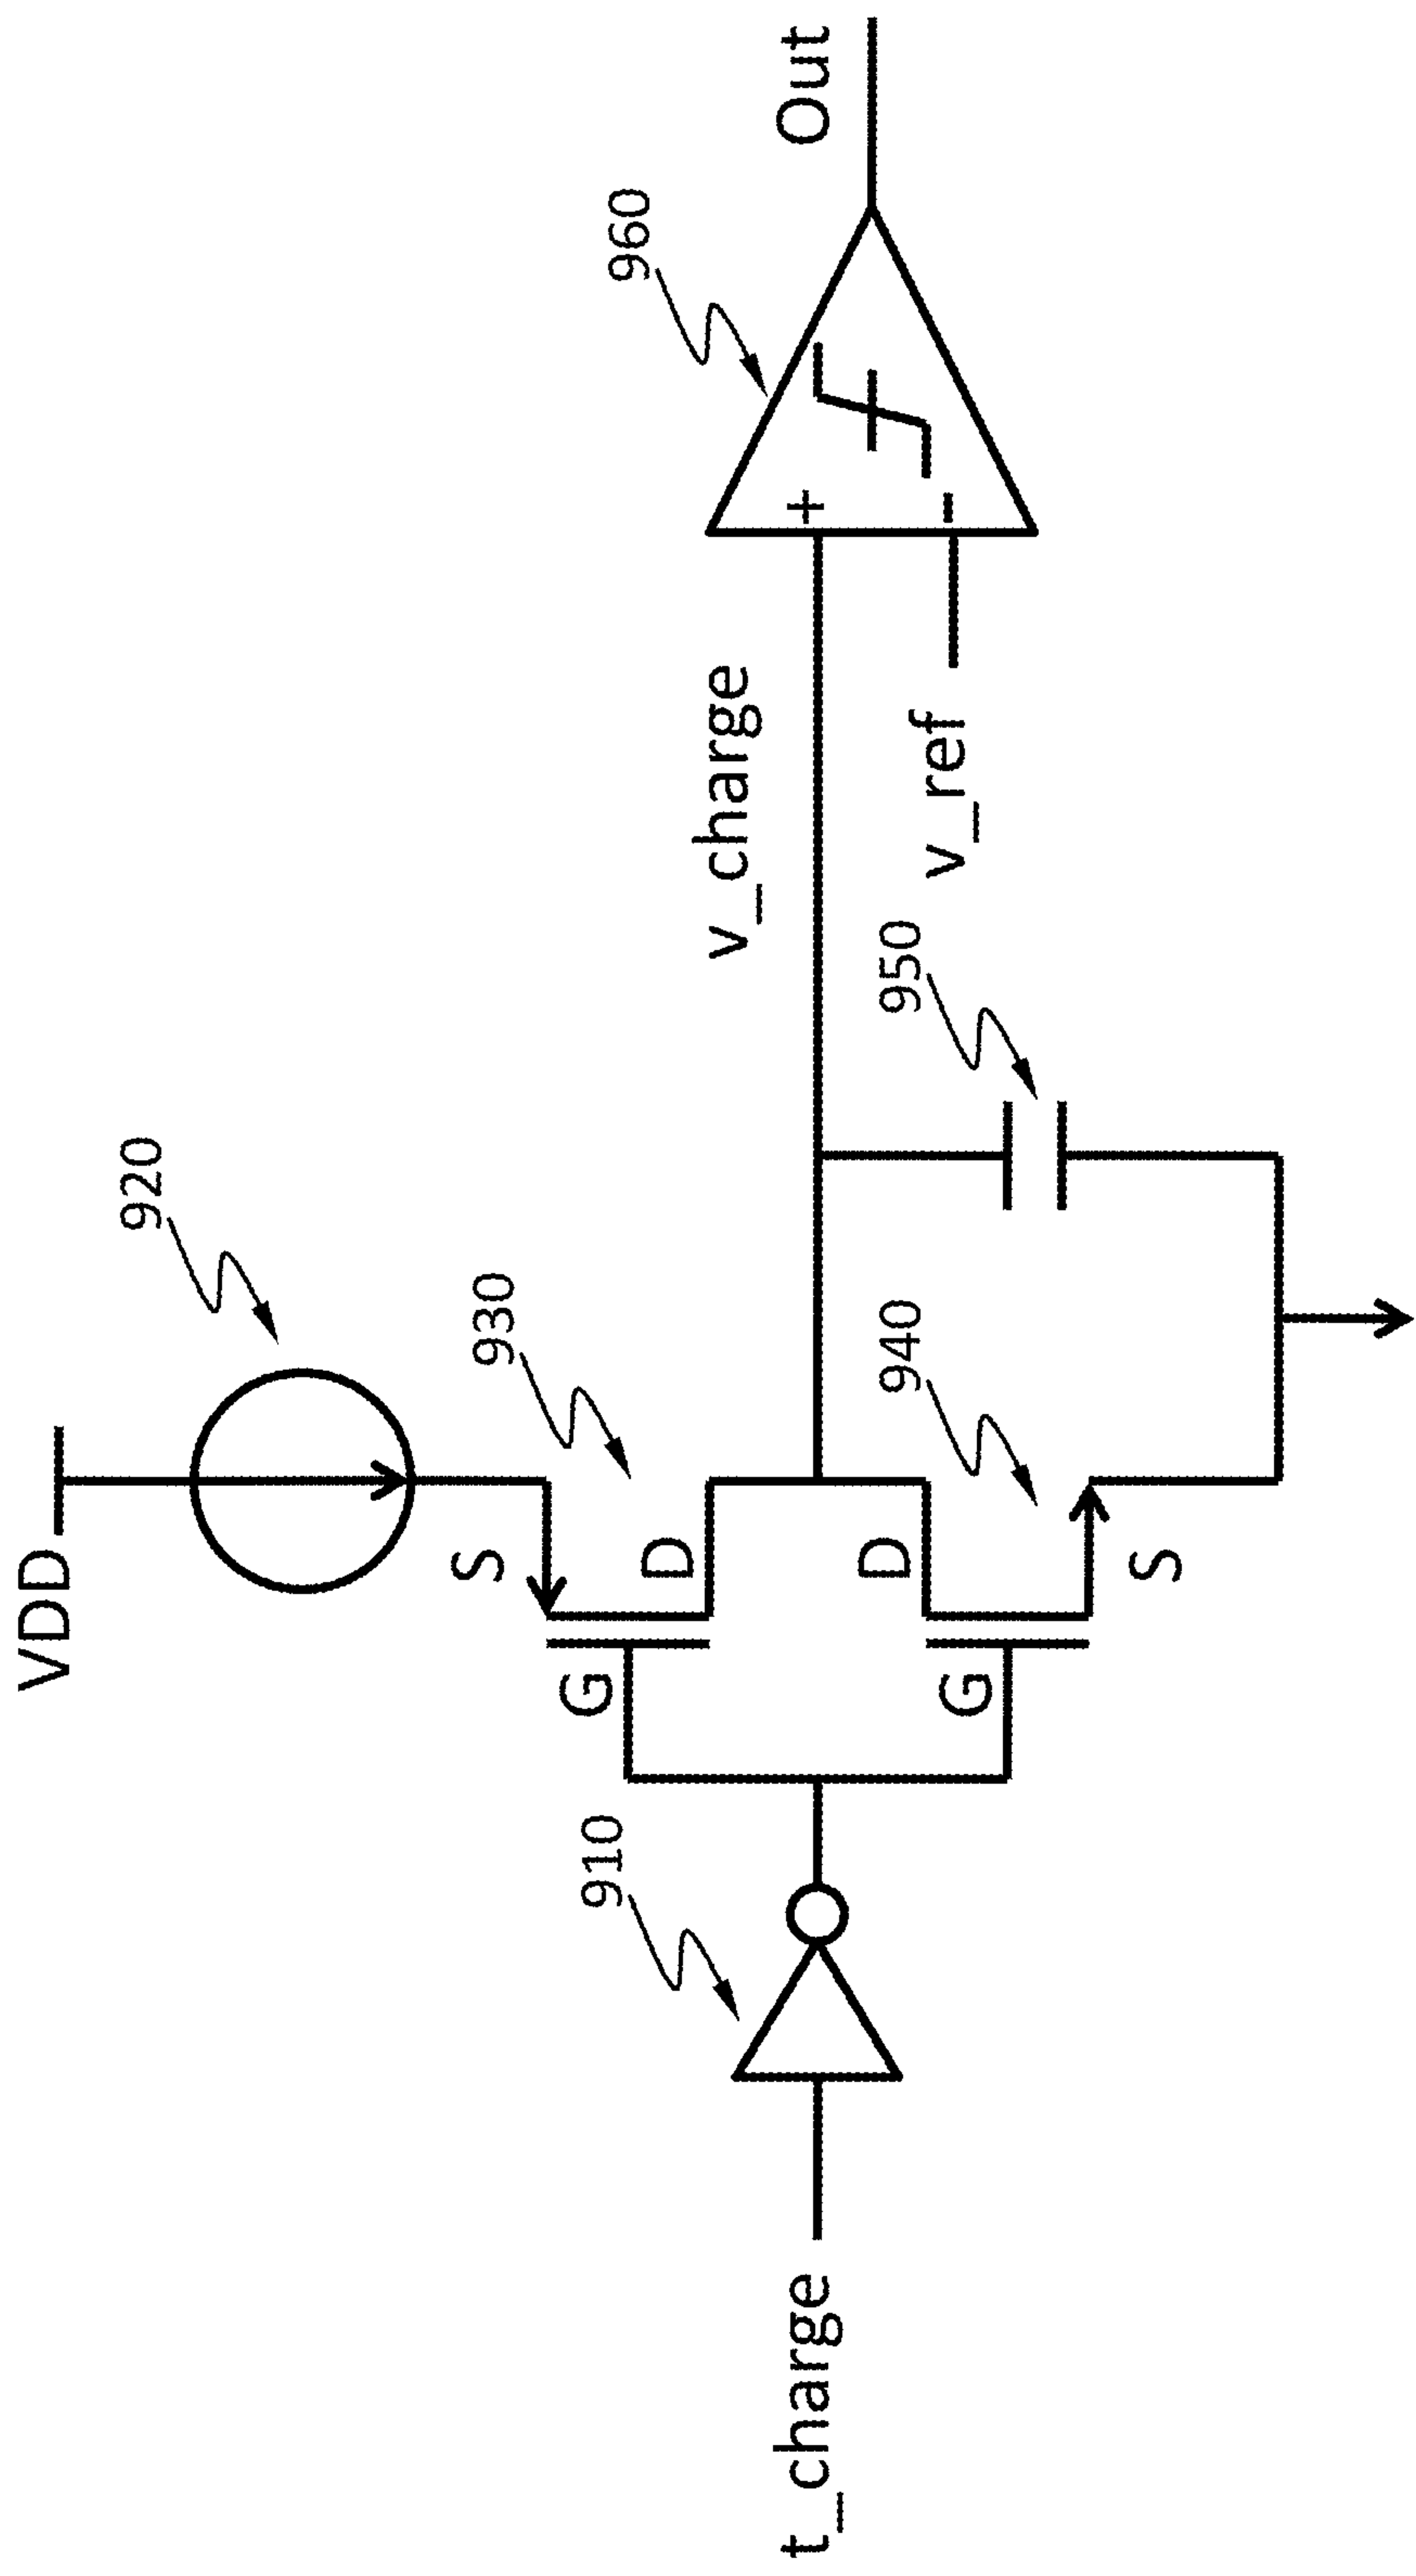 VDD
920
S
930
D
G
910
t_charge
D
940
G
S
v_charge
950
v_ref
960
+
-
Out